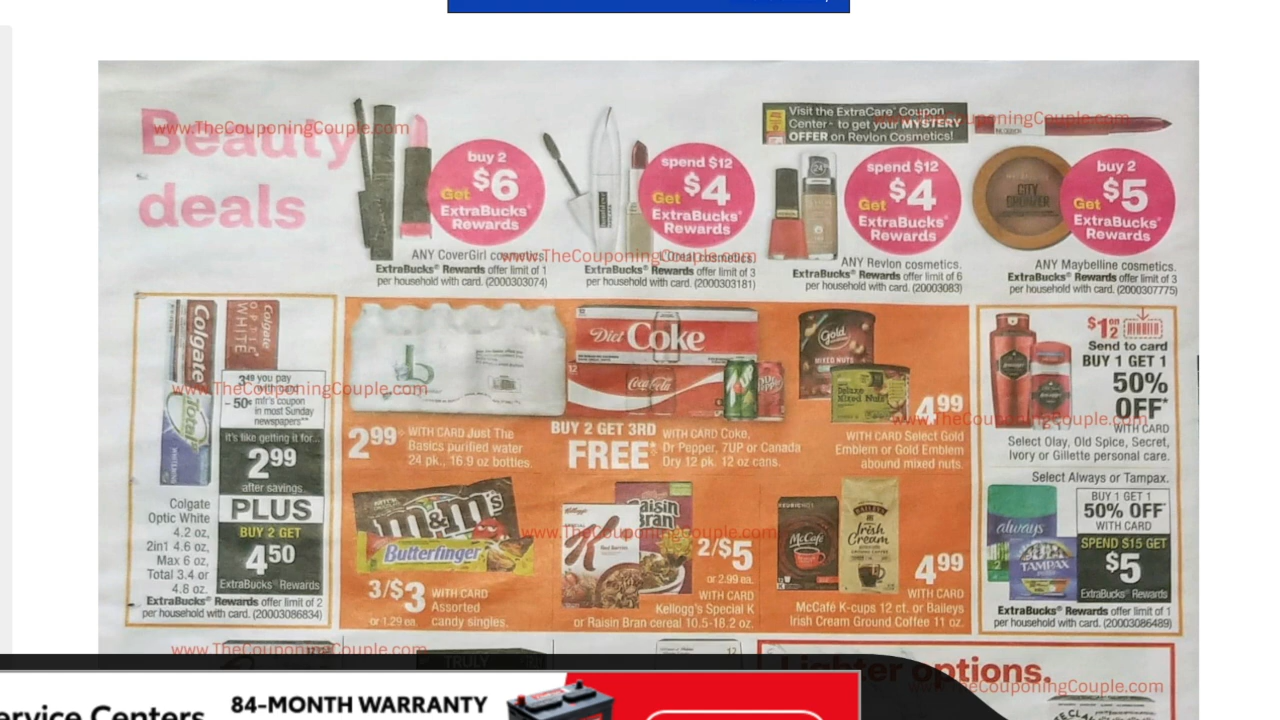 Beauty
deals
www.TheCouponingCouple.com
buy 2
Get $6
ExtraBucks®
Rewards
ANY CoverGirl cosmetics.
ExtraBucks® Rewards offer limit of 1
per household with card. (2000303074)
spend $12
Get $4
ExtraBucks®
Rewards
www.TheCouponingCouple.com
L'Oreal cosmetics.
ExtraBucks® Rewards offer limit of 3
per household with card. (2000303181)
Visit the ExtraCare® Coupon
Center - to get your MYSTERY
OFFER on Revlon Cosmetics!
spend $12
Get $4
ExtraBucks®
Rewards
ANY Revlon cosmetics.
ExtraBucks® Rewards offer limit of 6
per household with card. (20003083)
CITY
BRONZER
buy 2
Get $5
ExtraBucks®
Rewards
ANY Maybelline cosmetics.
ExtraBucks® Rewards offer limit of 3
per household with card. (2000307775)
Colgate
Colgate
OPTIC
WHITE
Total
3.49 you pay
with card
- 50¢ mfr's coupon
in most Sunday
newspapers**
It's like getting it for...
2.99
after savings.
PLUS
BUY 2 GET
4.50
ExtraBucks® Rewards
Colgate
Optic White
4.2 oz,
2in1 4.6 oz,
Max 6 oz,
Total 3.4 or
4.8 oz.
ExtraBucks® Rewards offer limit of 2
per household with card. (20003086834)
www.TheCouponingCouple.com
2.99
WITH CARD Just The
Basics purified water
24 pk., 16.9 oz bottles.
Diet Coke
Coca-Cola
BUY 2 GET 3RD
FREE*
WITH CARD Coke,
Dr Pepper, 7UP or Canada
Dry 12 pk. 12 oz cans.
Gold
MIXED NUTS
Deluxe
Mixed Nuts
4.99
WITH CARD Select Gold
Emblem or Gold Emblem
abound mixed nuts.
www.TheCouponingCouple.com
$1 on 2
Send to card
BUY 1 GET 1
50%
OFF*
WITH CARD
Select Olay, Old Spice, Secret,
Ivory or Gillette personal care.
m&m's
Butterfinger
3/$3
or 1.29 ea.
WITH CARD
Assorted
candy singles.
www.TheCouponingCouple.com
Kellogg's
Special K
Red Berries
Raisin
Bran
2/$5
or 2.99 ea.
WITH CARD
Kellogg's Special K
or Raisin Bran cereal 10.5-18.2 oz.
McCafé
BAILEYS
Irish
Cream
4.99
WITH CARD
McCafé K-cups 12 ct. or Baileys
Irish Cream Ground Coffee 11 oz.
Select Always or Tampax.
always
TAMPAX
BUY 1 GET 1
50% OFF*
WITH CARD
SPEND $15 GET
$5
ExtraBucks® Rewards
ExtraBucks® Rewards offer limit of 1
per household with card. (20003086489)
www.TheCouponingCouple.com
TRULY
12
Lighter options.
www.TheCouponingCouple.com
ervice Centers
84-MONTH WARRANTY